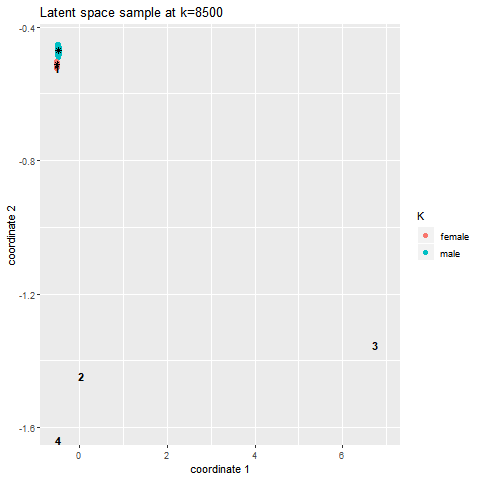 Latent space sample at k=8500
-0.4
-0.8
-1.2
-1.6
coordinate 2
*
*
1
2
3
4
0
2
4
6
coordinate 1
K
female
male